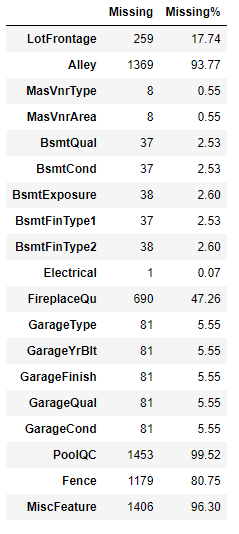 Missing Missing%
LotFrontage 259 17.74
Alley 1369 93.77
MasVnrType 8 0.55
MasVnrArea 8 0.55
BsmtQual 37 2.53
BsmtCond 37 2.53
BsmtExposure 38 2.60
BsmtFinType1 37 2.53
BsmtFinType2 38 2.60
Electrical 1 0.07
FireplaceQu 690 47.26
GarageType 81 5.55
GarageYrBlt 81 5.55
GarageFinish 81 5.55
GarageQual 81 5.55
GarageCond 81 5.55
PoolQC 1453 99.52
Fence 1179 80.75
MiscFeature 1406 96.30